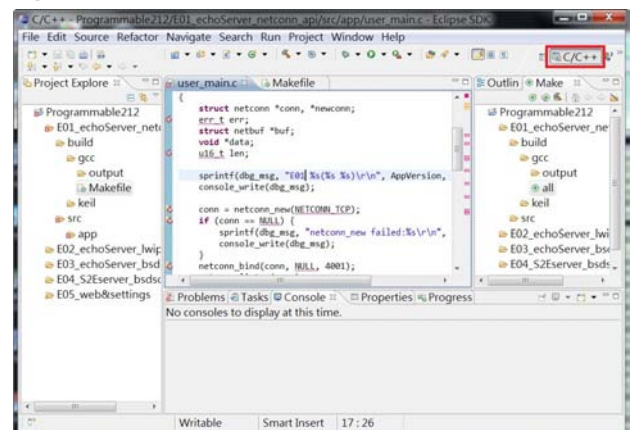 C/C++ - Programmable212/E01_echoServer_netconn_api/src/app/user_main.c - Eclipse SDK
File Edit Source Refactor Navigate Search Run Project Window Help
C/C++
Project Explore
user_main.c
Makefile
Outlin
Make
Programmable212
E01_echoServer_netc
build
gcc
output
Makefile
keil
src
app
E02_echoServer_lwip
E03_echoServer_bsd
E04_S2Eserver_bsdsc
E05_web&settings
{
struct netconn *conn, *newconn;
err_t err;
struct netbuf *buf;
void *data;
u16_t len;
sprintf(dbg_msg, "E01 %s(%s %s)\r\n", AppVersion,
console_write(dbg_msg);
conn = netconn_new(NETCONN_TCP);
if (conn == NULL) {
sprintf(dbg_msg, "netconn_new failed:%s\r\n",
console_write(dbg_msg);
}
netconn_bind(conn, NULL, 4001);
Programmable212
E01_echoServer_ne
build
gcc
output
all
keil
src
E02_echoServer_lwi
E03_echoServer_bs
E04_S2Eserver_bsds
Problems Tasks Console Properties Progress
No consoles to display at this time.
Writable
Smart Insert
17 : 26